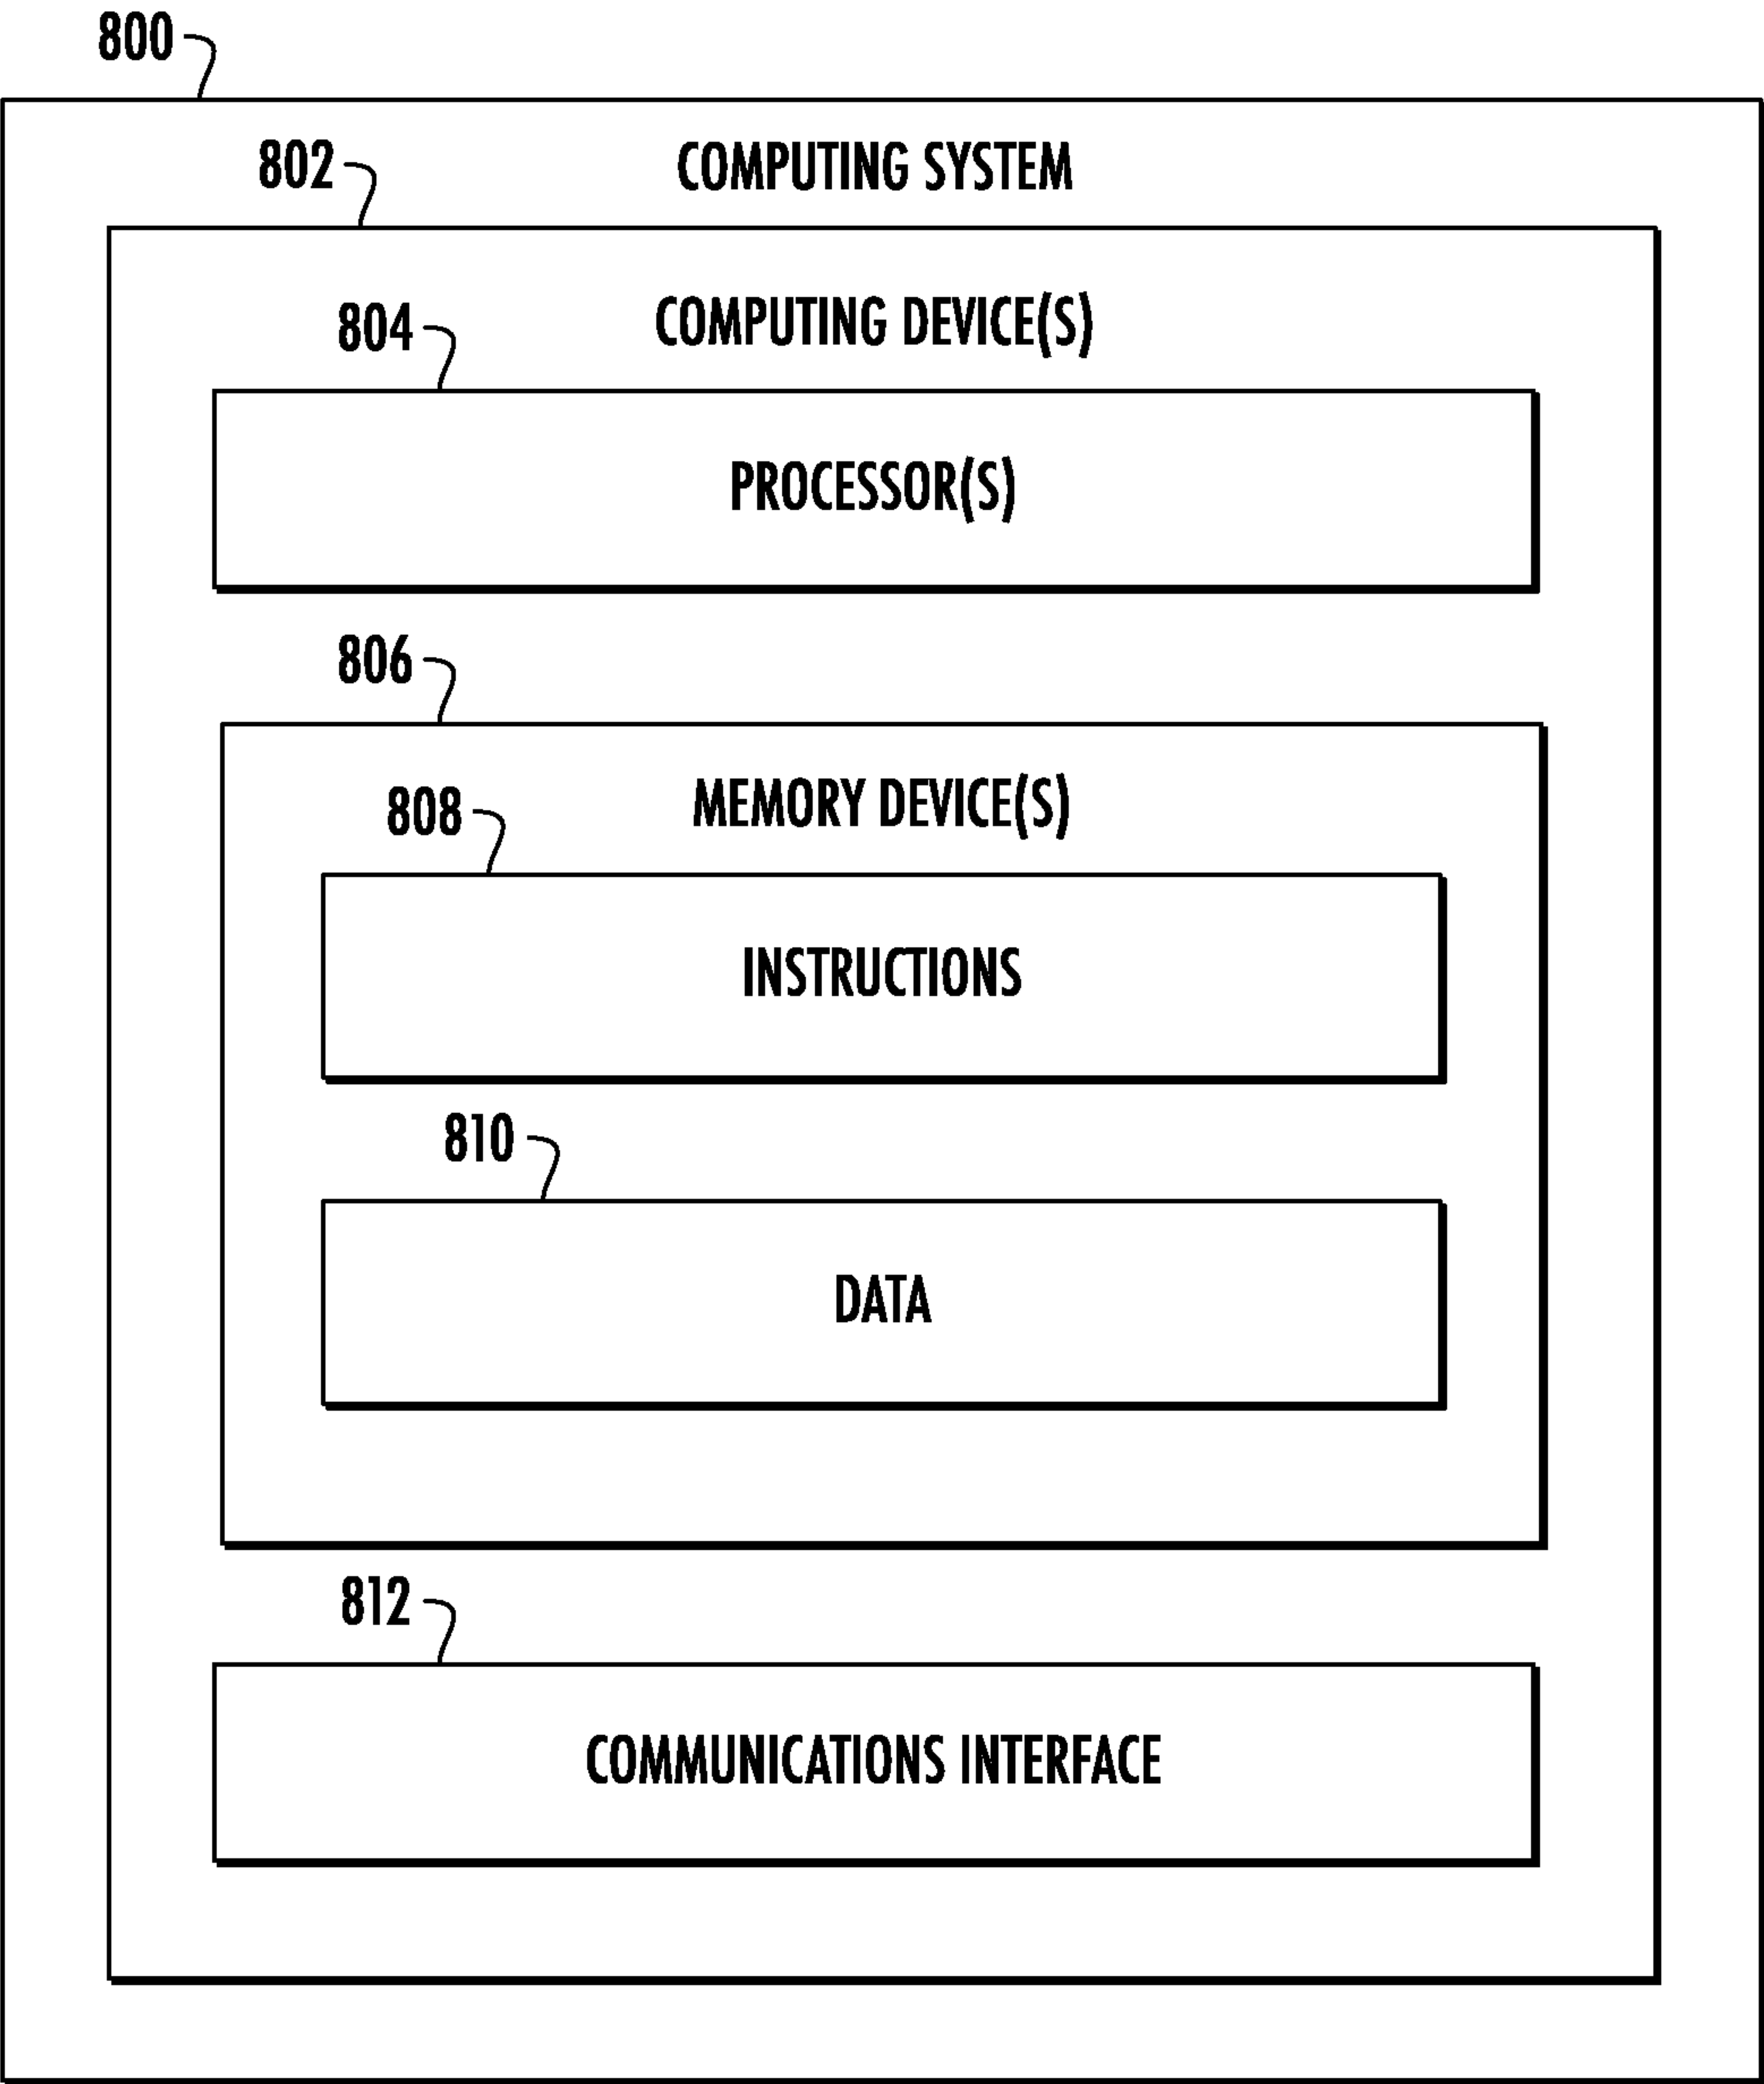 800
802
COMPUTING SYSTEM
804
COMPUTING DEVICE(S)
PROCESSOR(S)
806
808
MEMORY DEVICE(S)
INSTRUCTIONS
810
DATA
812
COMMUNICATIONS INTERFACE